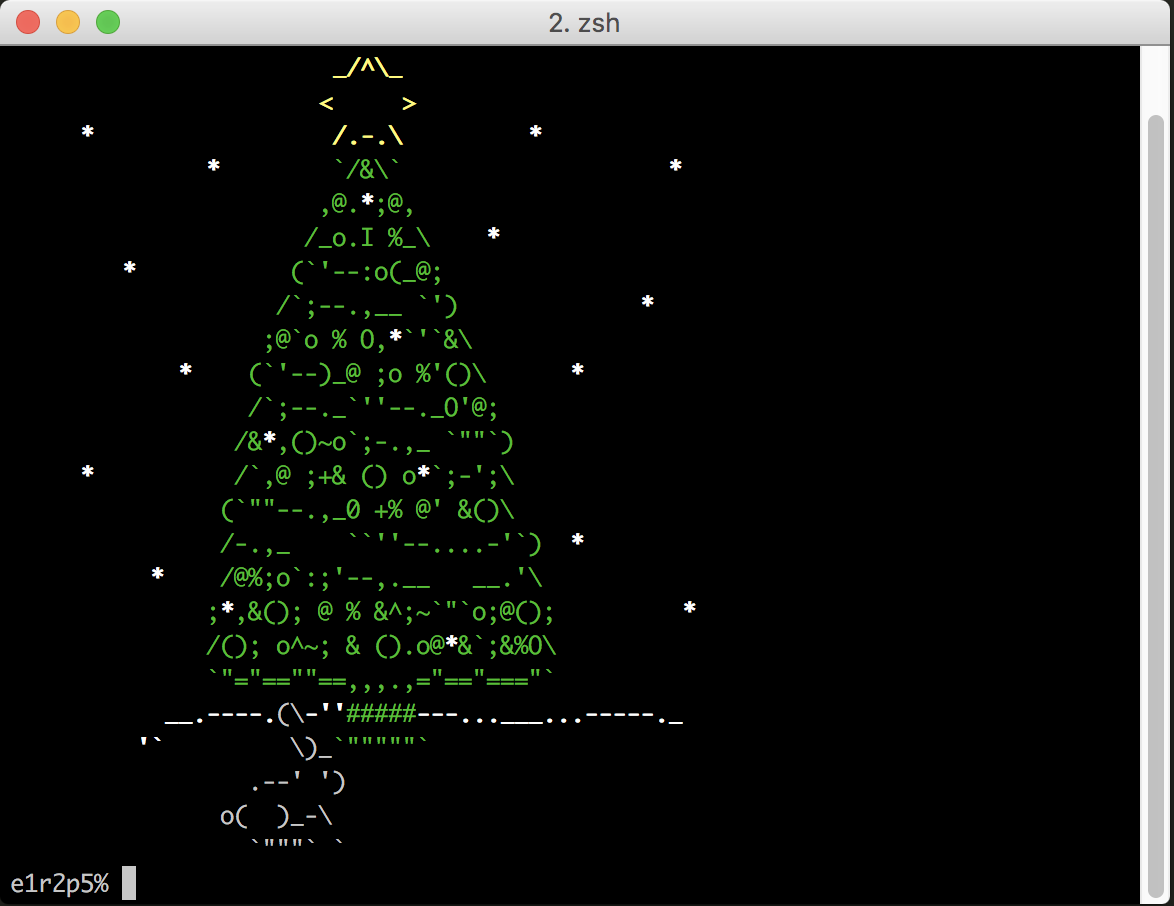 2. zsh
                       _/^\_
                      <     >
     *                 /.-.\         *
              *        `/&\`                   *
                      ,@.*;@,
                     /_o.I %_\    *
        *           (`'--:o(_@;
                   /`;--.,__ `')             *
                  ;@`o % O,*`'`&\
            *    (`'--)_@ ;o %'()\      *
                 /`;--._`''--._O'@;
                /&*,()~o`;-.,_ `""`)
     *          /`,@ ;+& () o*`;-';\
               (`""--.,_0 +% @' &()\
               /-.,_    ``''--....-'`)  *
          *    /@%;o`:;'--,.__   __.'\
              ;*,&(); @ % &^;~`"`o;@();         *
              /(); o^~; & ().o@*&`;&%O\
              `"="==""==,,,.,="=="==="`
           __.----.(\-''#####---...___...-----._
         '`         \)_`"""""`
                 .--' ')
               o(  )_-\
                 `"""` `
e1r2p5%